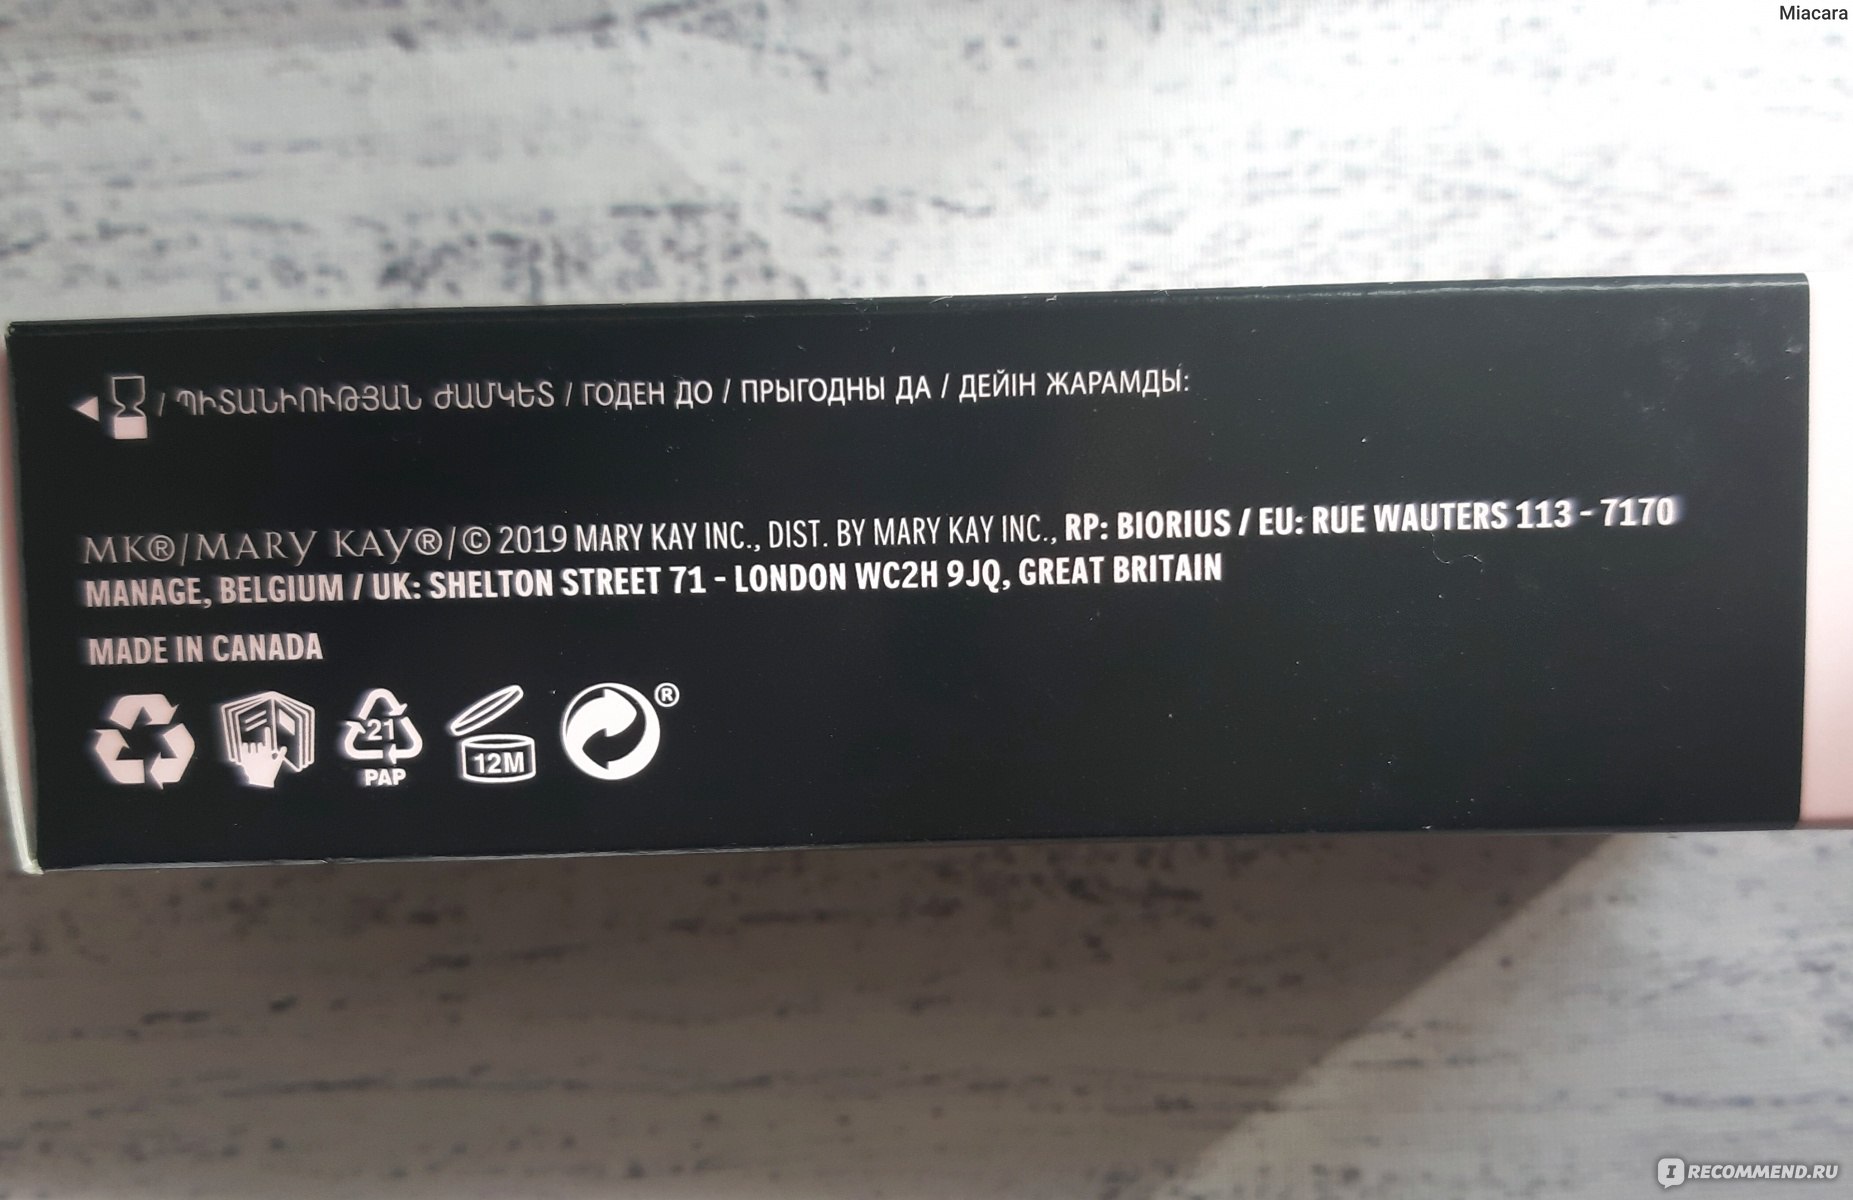 Miacara
/ ՊԻՏԱՆԻՈՒԹՅԱՆ ԺԱՄԿԵՏ / ГОДЕН ДО / ПРЫГОДНЫ ДА / ДЕЙІН ЖАРАМДЫ:
MK®/MARY KAY®/© 2019 MARY KAY INC., DIST. BY MARY KAY INC., RP: BIORIUS / EU: RUE WAUTERS 113 - 7170
MANAGE, BELGIUM / UK: SHELTON STREET 71 - LONDON WC2H 9JQ, GREAT BRITAIN
MADE IN CANADA
21 PAP 12M ®
IRECOMMEND.RU